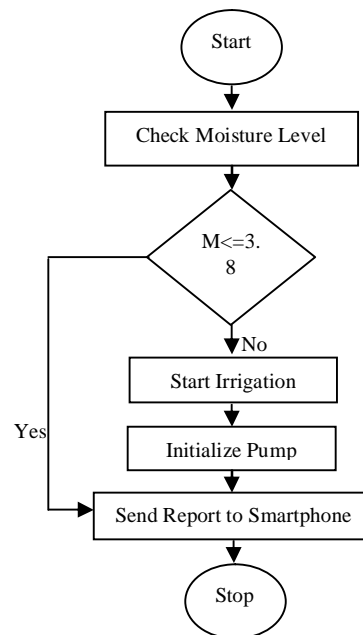 Start
Check Moisture Level
M<=3.
8
No
Start Irrigation
Yes
Initialize Pump
Send Report to Smartphone
Stop